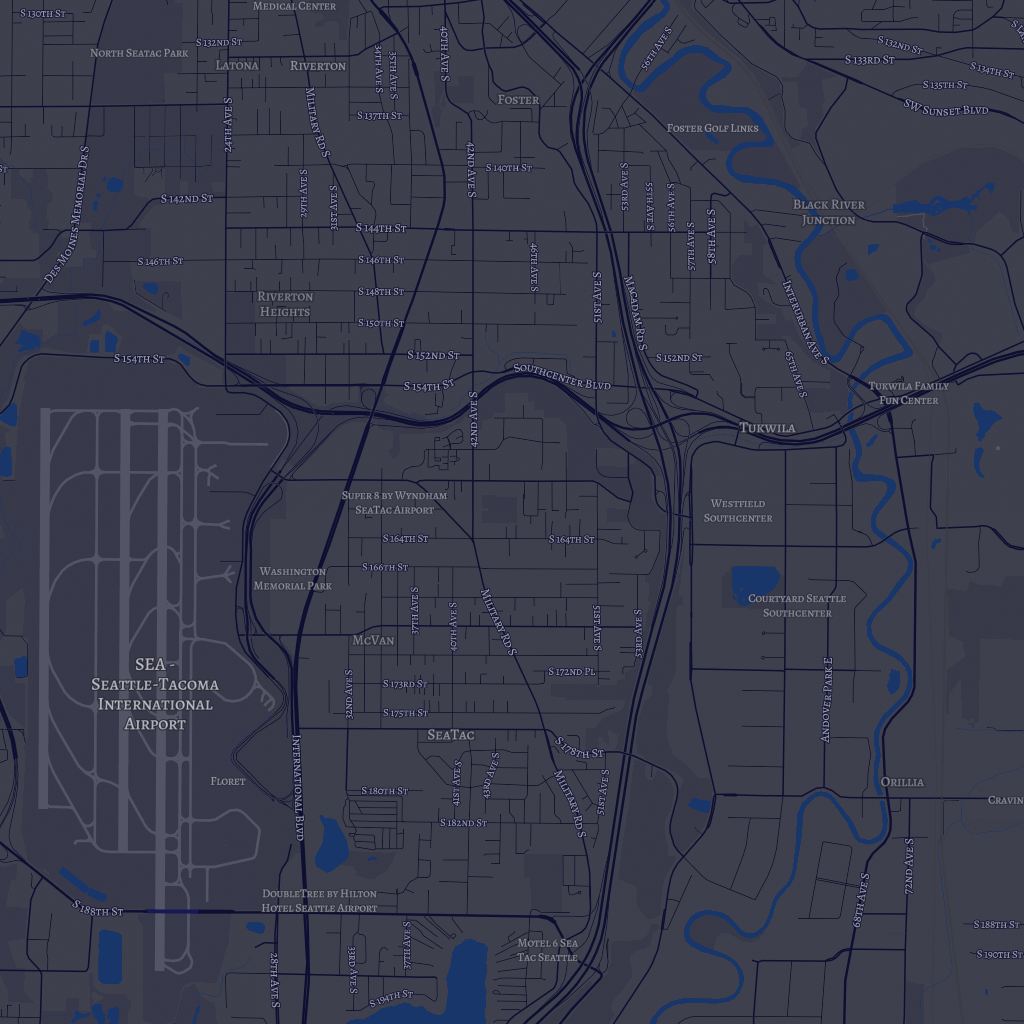 Medical Center
S 130th St
S 132nd St
North Seatac Park
Latona
Riverton
34th Ave S
35th Ave S
40th Ave S
56th Ave S
S 132nd St
S 133rd St
S 134th St
S 135th St
SW Sunset Blvd
Foster
Foster Golf Links
24th Ave S
Military Rd S
S 137th St
42nd Ave S
S 140th St
Des Moines Memorial Dr S
S 142nd St
29th Ave S
31st Ave S
53rd Ave S
55th Ave S
56th Ave S
57th Ave S
58th Ave S
Black River
Junction
S 144th St
S 146th St
S 146th St
46th Ave S
51st Ave S
Macadam Rd S
Interurban Ave S
Riverton
Heights
S 148th St
S 150th St
S 152nd St
S 152nd St
65th Ave S
S 154th St
S 154th St
Southcenter Blvd
42nd Ave S
Tukwila Family
Fun Center
Tukwila
Super 8 by Wyndham
SeaTac Airport
Westfield
Southcenter
S 164th St
S 164th St
S 166th St
Washington
Memorial Park
37th Ave S
40th Ave S
Military Rd S
51st Ave S
53rd Ave S
Courtyard Seattle
Southcenter
McVan
SEA -
Seattle-Tacoma
International
Airport
32nd Ave S
S 172nd Pl
S 173rd St
S 175th St
Andover Park E
SeaTac
S 178th St
International Blvd
Floret
41st Ave S
43rd Ave S
Military Rd S
51st Ave S
S 180th St
S 182nd St
Orillia
Cravin
72nd Ave S
68th Ave S
S 188th St
DoubleTree by Hilton
Hotel Seattle Airport
S 188th St
S 190th St
28th Ave S
33rd Ave S
37th Ave S
Motel 6 Sea
Tac Seattle
S 194th St